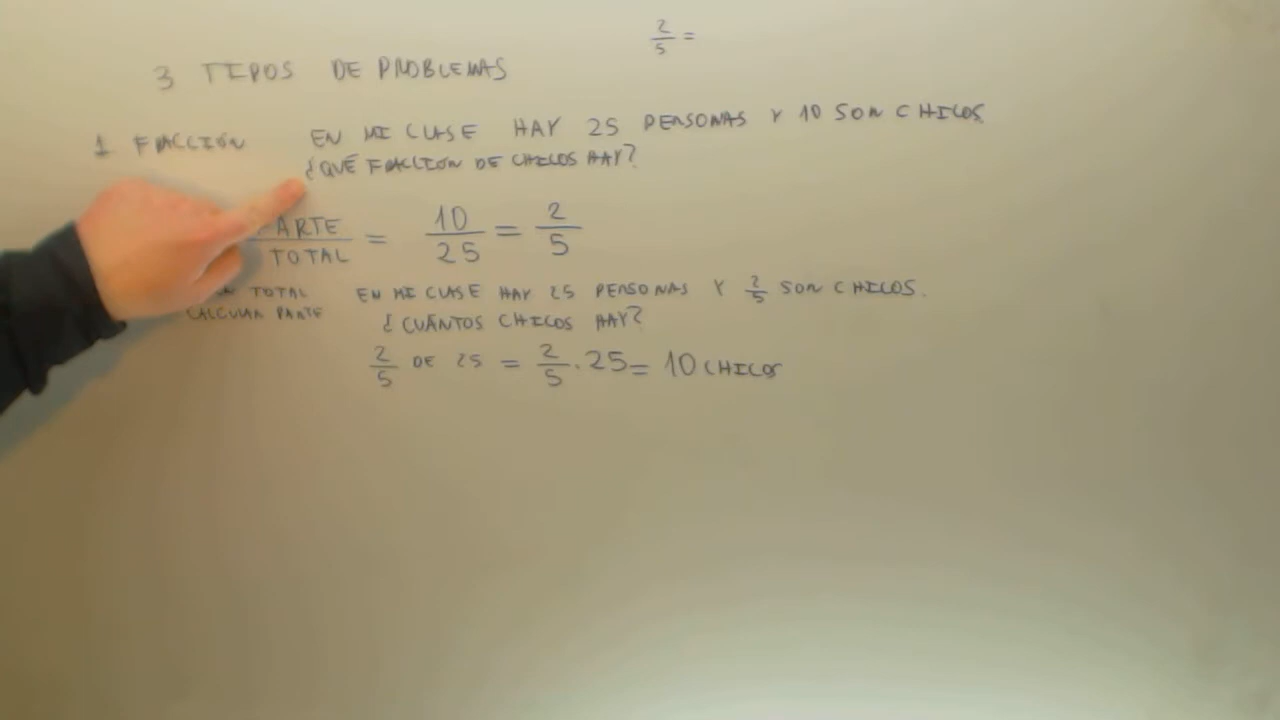 2/5 =
3 TIPOS DE PROBLEMAS
1 FRACCIÓN EN MI CLASE HAY 25 PERSONAS Y 10 SON CHICOS
¿QUÉ FRACCIÓN DE CHICOS HAY?
PARTE/TOTAL = 10/25 = 2/5
TOTAL EN MI CLASE HAY 25 PERSONAS Y 2/5 SON CHICOS.
CALCULAR PARTE ¿CUÁNTOS CHICOS HAY?
2/5 DE 25 = 2/5 · 25 = 10 CHICOS